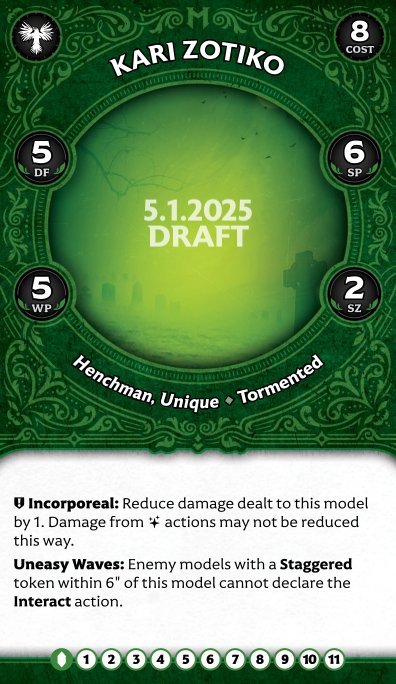 M
8
COST
KARI ZOTIKO
5
DF
6
SP
5.1.2025
DRAFT
5
WP
2
SZ
Henchman, Unique ◆ Tormented
Incorporeal: Reduce damage dealt to this model
by 1. Damage from actions may not be reduced
this way.
Uneasy Waves: Enemy models with a Staggered
token within 6" of this model cannot declare the
Interact action.
1 2 3 4 5 6 7 8 9 10 11